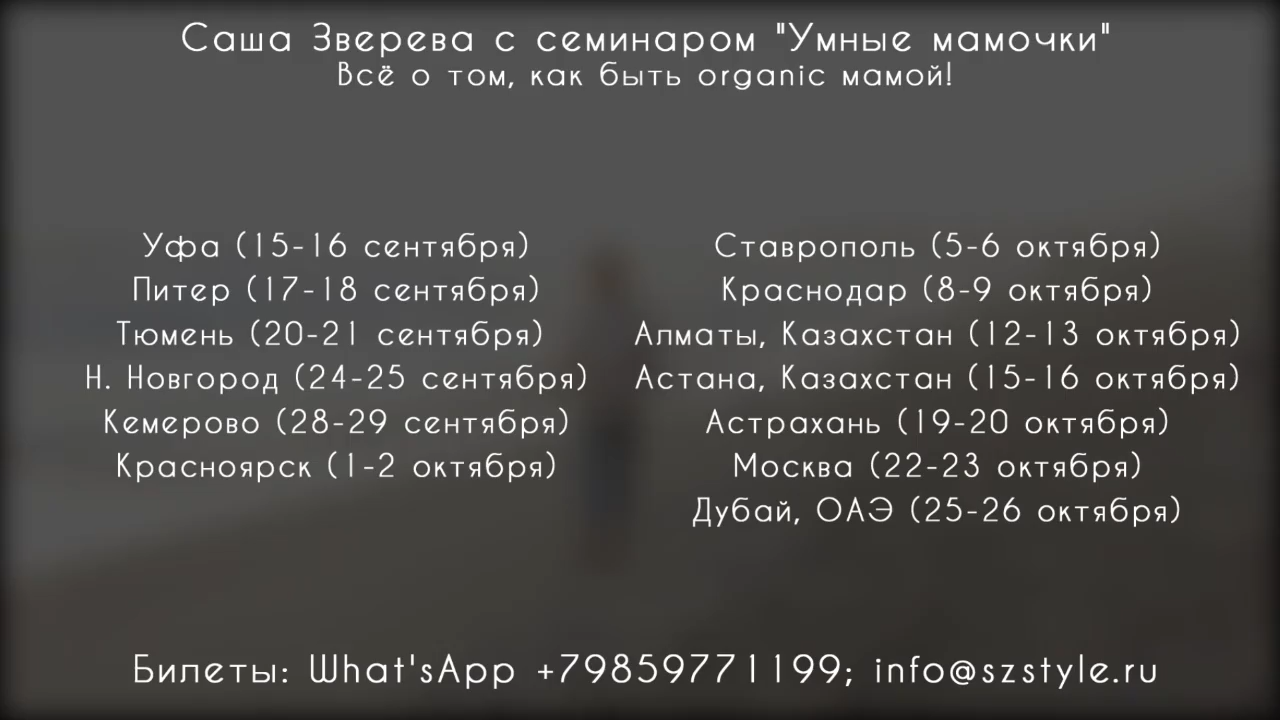 Саша Зверева с семинаром "Умные мамочки"
Всё о том, как быть organic мамой!
Уфа (15-16 сентября)
Питер (17-18 сентября)
Тюмень (20-21 сентября)
Н. Новгород (24-25 сентября)
Кемерово (28-29 сентября)
Красноярск (1-2 октября)
Ставрополь (5-6 октября)
Краснодар (8-9 октября)
Алматы, Казахстан (12-13 октября)
Астана, Казахстан (15-16 октября)
Астрахань (19-20 октября)
Москва (22-23 октября)
Дубай, ОАЭ (25-26 октября)
Билеты: What'sApp +79859771199; info@szstyle.ru